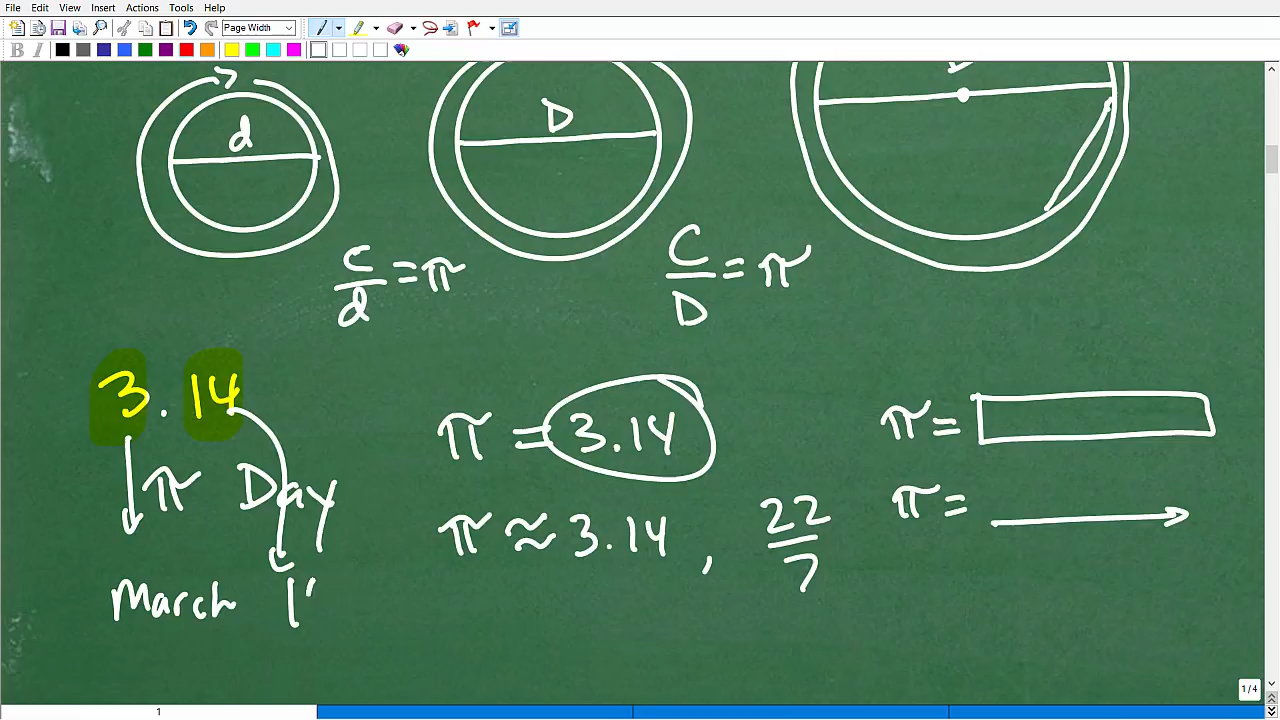 File Edit View Insert Actions Tools Help
Page Width
B I
d
D
C/d = π
C/D = π
3.14
π Day
March
π = 3.14
π ≈ 3.14, 22/7
π =
π =
1/4
1